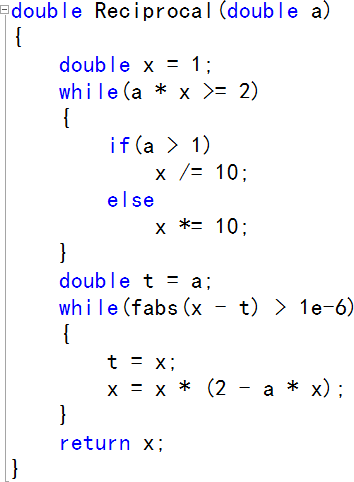 double Reciprocal(double a)
{
    double x = 1;
    while(a * x >= 2)
    {
        if(a > 1)
            x /= 10;
        else
            x *= 10;
    }
    double t = a;
    while(fabs(x - t) > 1e-6)
    {
        t = x;
        x = x * (2 - a * x);
    }
    return x;
}